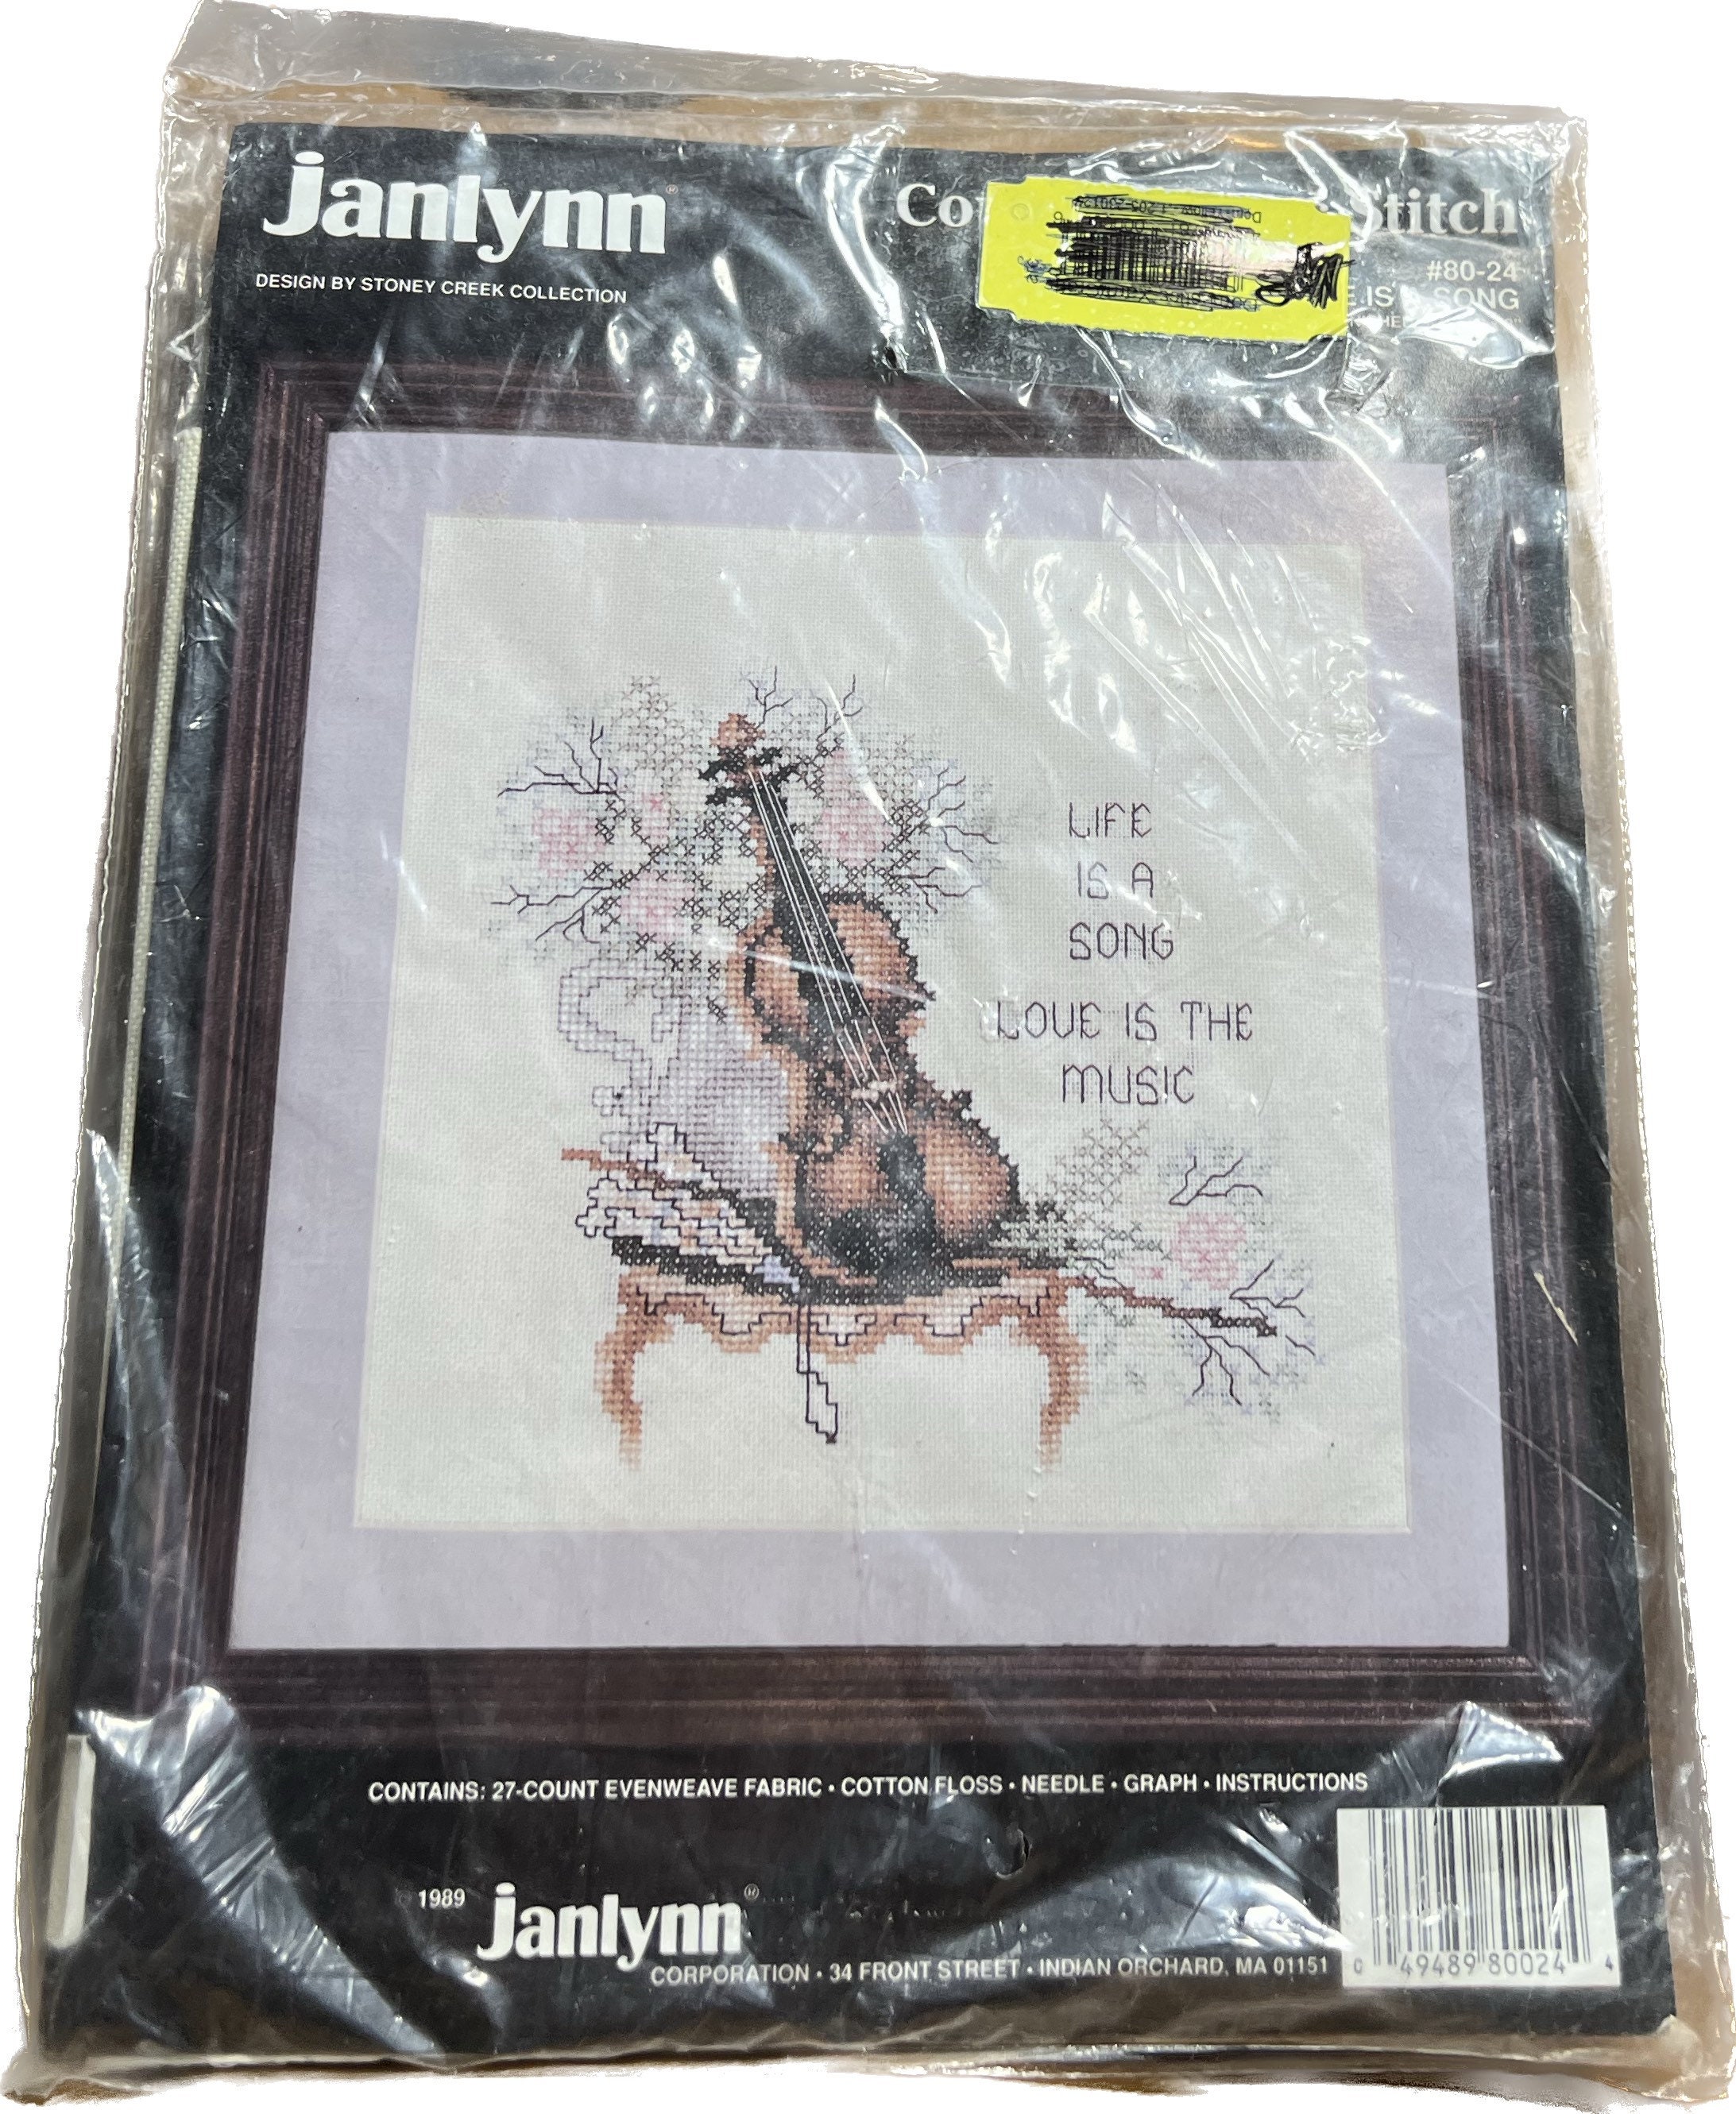 janlynn®
DESIGN BY STONEY CREEK COLLECTION
Stitch
#80-24
IS A SONG
LIFE
IS A
SONG
LOVE IS THE
MUSIC
CONTAINS: 27-COUNT EVENWEAVE FABRIC • COTTON FLOSS • NEEDLE • GRAPH • INSTRUCTIONS
© 1989 janlynn®
CORPORATION • 34 FRONT STREET • INDIAN ORCHARD, MA 01151
0 49489 80024 4